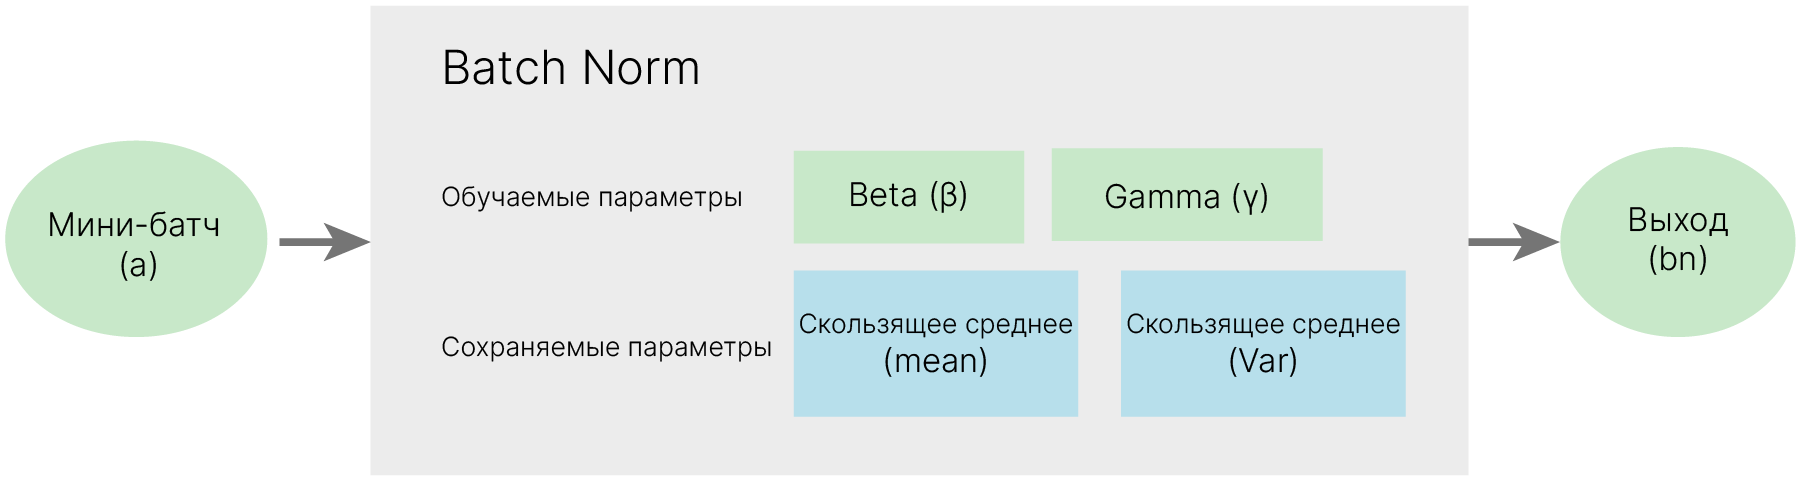 Batch Norm
Мини-батч
(a)
Обучаемые параметры
Beta (β)
Gamma (γ)
Сохраняемые параметры
Скользящее среднее
(mean)
Скользящее среднее
(Var)
Выход
(bn)